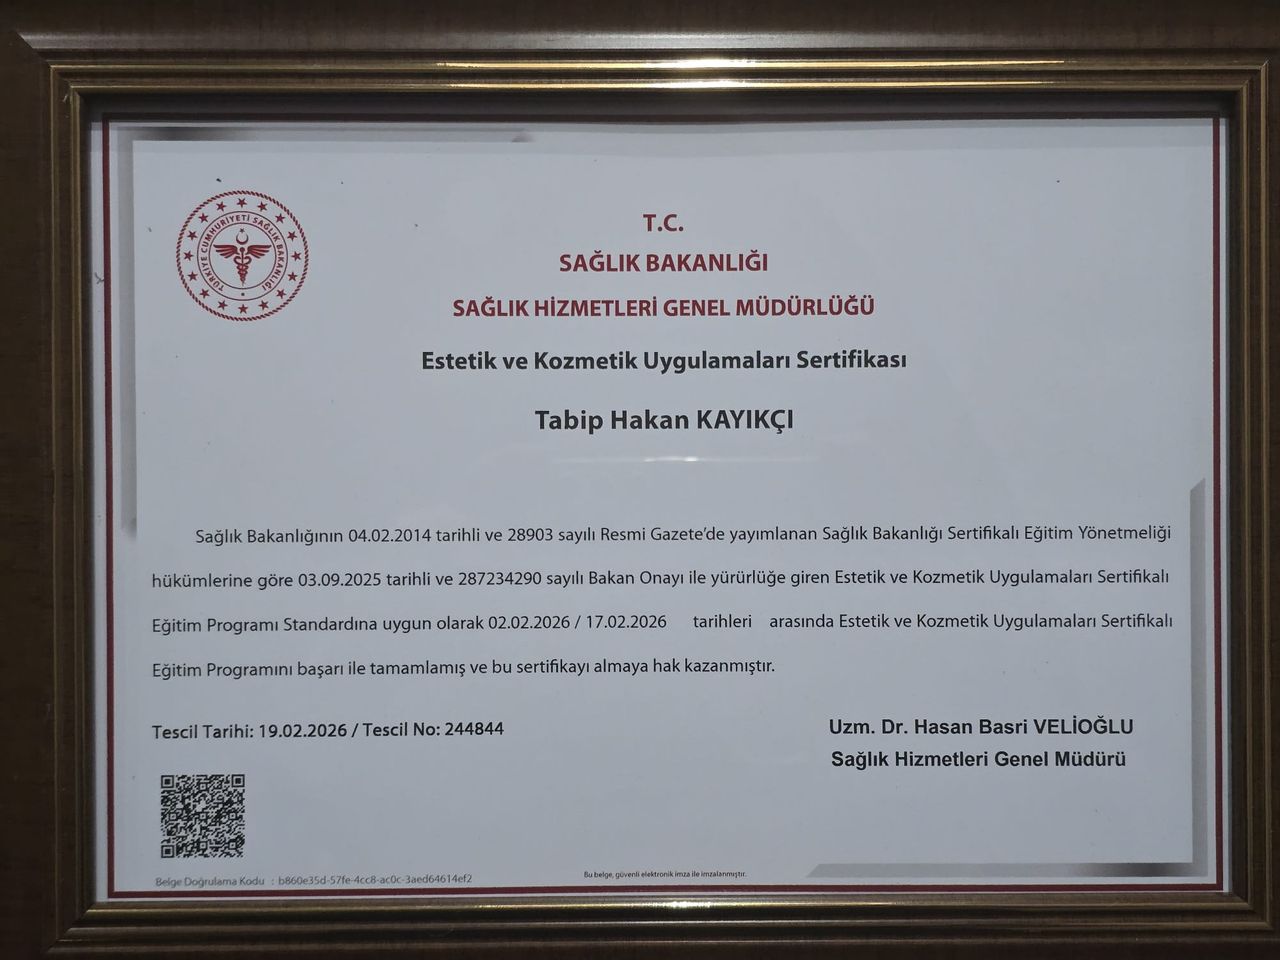 TÜRKİYE CUMHURİYETİ SAĞLIK BAKANLIĞI
T.C.
SAĞLIK BAKANLIĞI
SAĞLIK HİZMETLERİ GENEL MÜDÜRLÜĞÜ
Estetik ve Kozmetik Uygulamaları Sertifikası
Tabip Hakan KAYIKÇI
Sağlık Bakanlığının 04.02.2014 tarihli ve 28903 sayılı Resmi Gazete'de yayımlanan Sağlık Bakanlığı Sertifikalı Eğitim Yönetmeliği
hükümlerine göre 03.09.2025 tarihli ve 287234290 sayılı Bakan Onayı ile yürürlüğe giren Estetik ve Kozmetik Uygulamaları Sertifikalı
Eğitim Programı Standardına uygun olarak 02.02.2026 / 17.02.2026 tarihleri arasında Estetik ve Kozmetik Uygulamaları Sertifikalı
Eğitim Programını başarı ile tamamlamış ve bu sertifikayı almaya hak kazanmıştır.
Tescil Tarihi: 19.02.2026 / Tescil No: 244844
Uzm. Dr. Hasan Basri VELİOĞLU
Sağlık Hizmetleri Genel Müdürü
Belge Doğrulama Kodu : b860e35d-57fe-4cc8-ac0c-3aed64614ef2
Bu belge, güvenli elektronik imza ile imzalanmıştır.